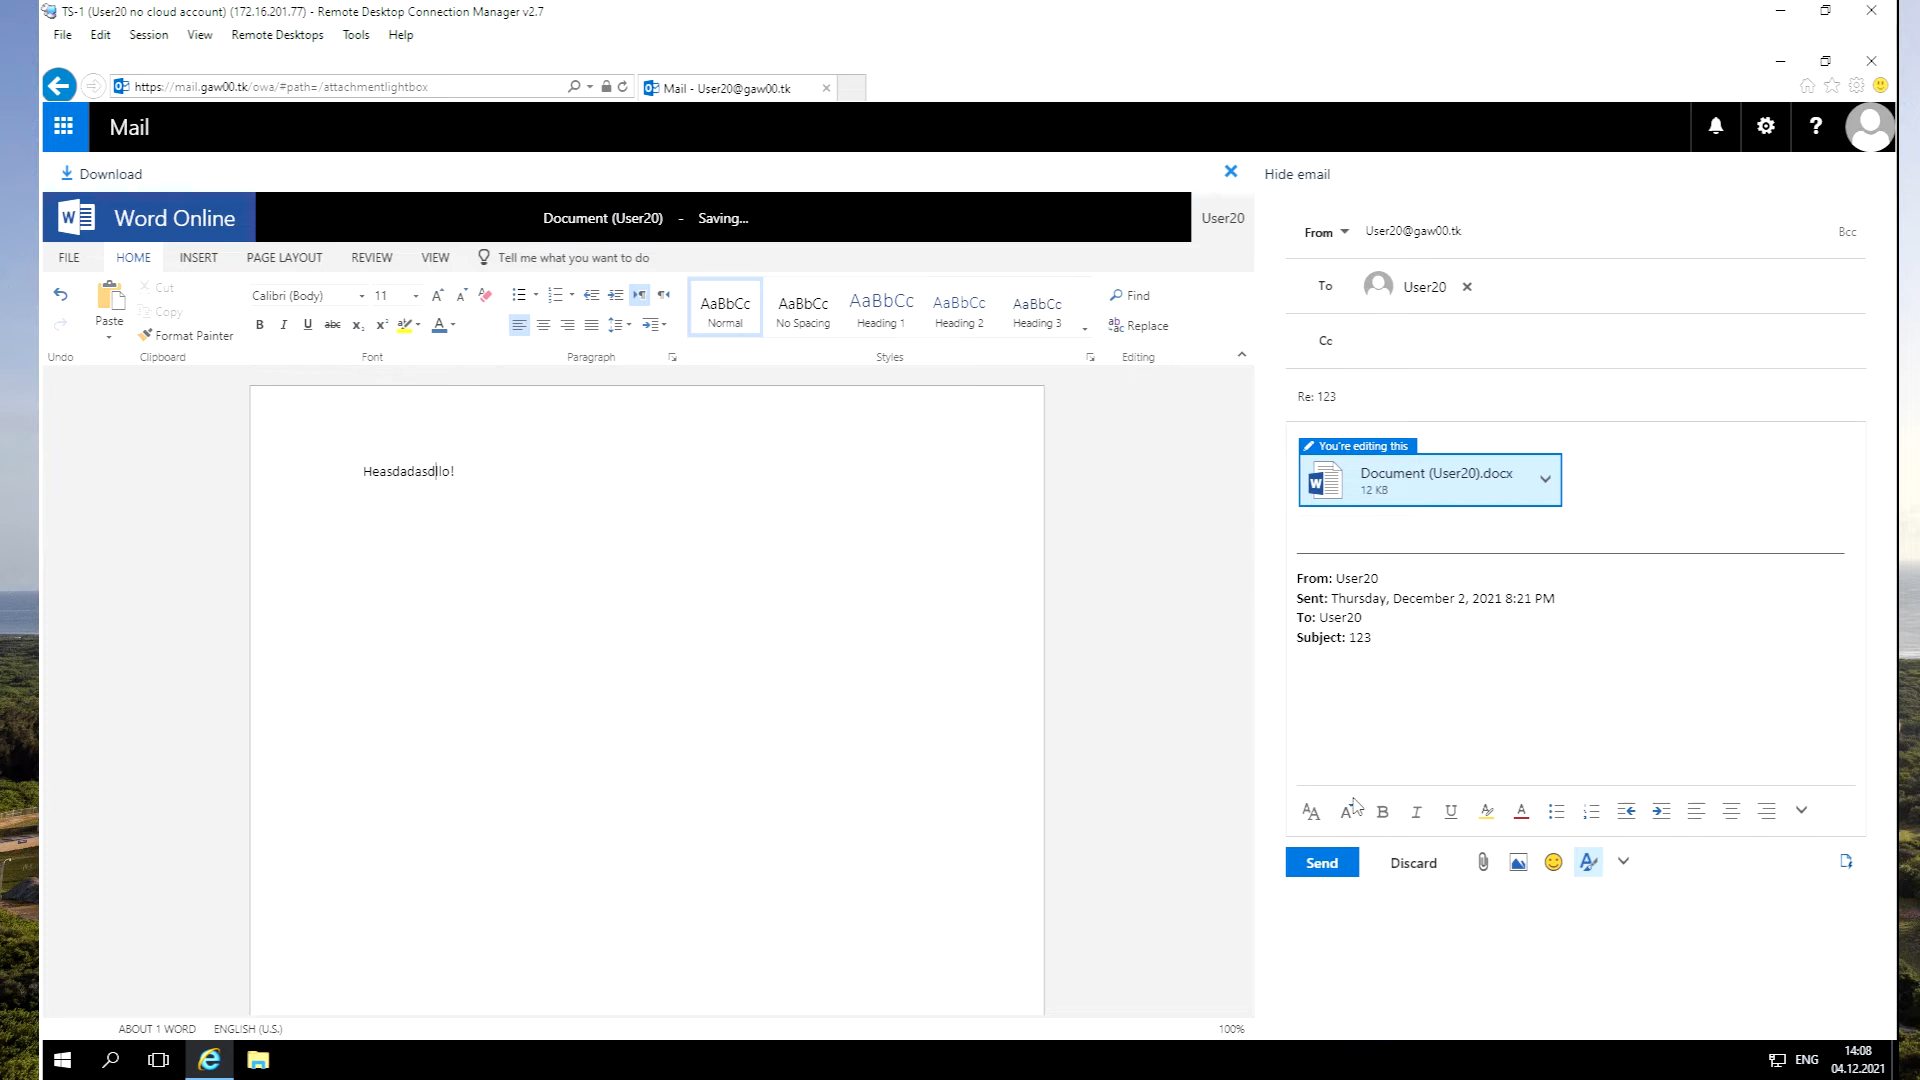 TS-1 (User20 no cloud account) (172.16.201.77) - Remote Desktop Connection Manager v2.7
File Edit Session View Remote Desktops Tools Help
https://mail.gaw00.tk/owa/#path=/attachmentlightbox
Mail - User20@gaw00.tk
Mail
Download
Hide email
Word Online
Document (User20) - Saving...
User20
FILE HOME INSERT PAGE LAYOUT REVIEW VIEW Tell me what you want to do
Cut
Copy
Format Painter
Paste
Calibri (Body) 11
B I U abc x₂ x²
AaBbCc AaBbCc AaBbCc AaBbCc AaBbCc
Normal No Spacing Heading 1 Heading 2 Heading 3
Find
Replace
Undo Clipboard Font Paragraph Styles Editing
Heasdadasdllo!
ABOUT 1 WORD ENGLISH (U.S.) 100%
From User20@gaw00.tk Bcc
To User20
Cc
Re: 123
You're editing this
Document (User20).docx
12 KB
From: User20
Sent: Thursday, December 2, 2021 8:21 PM
To: User20
Subject: 123
Send Discard
ENG
14:08
04.12.2021